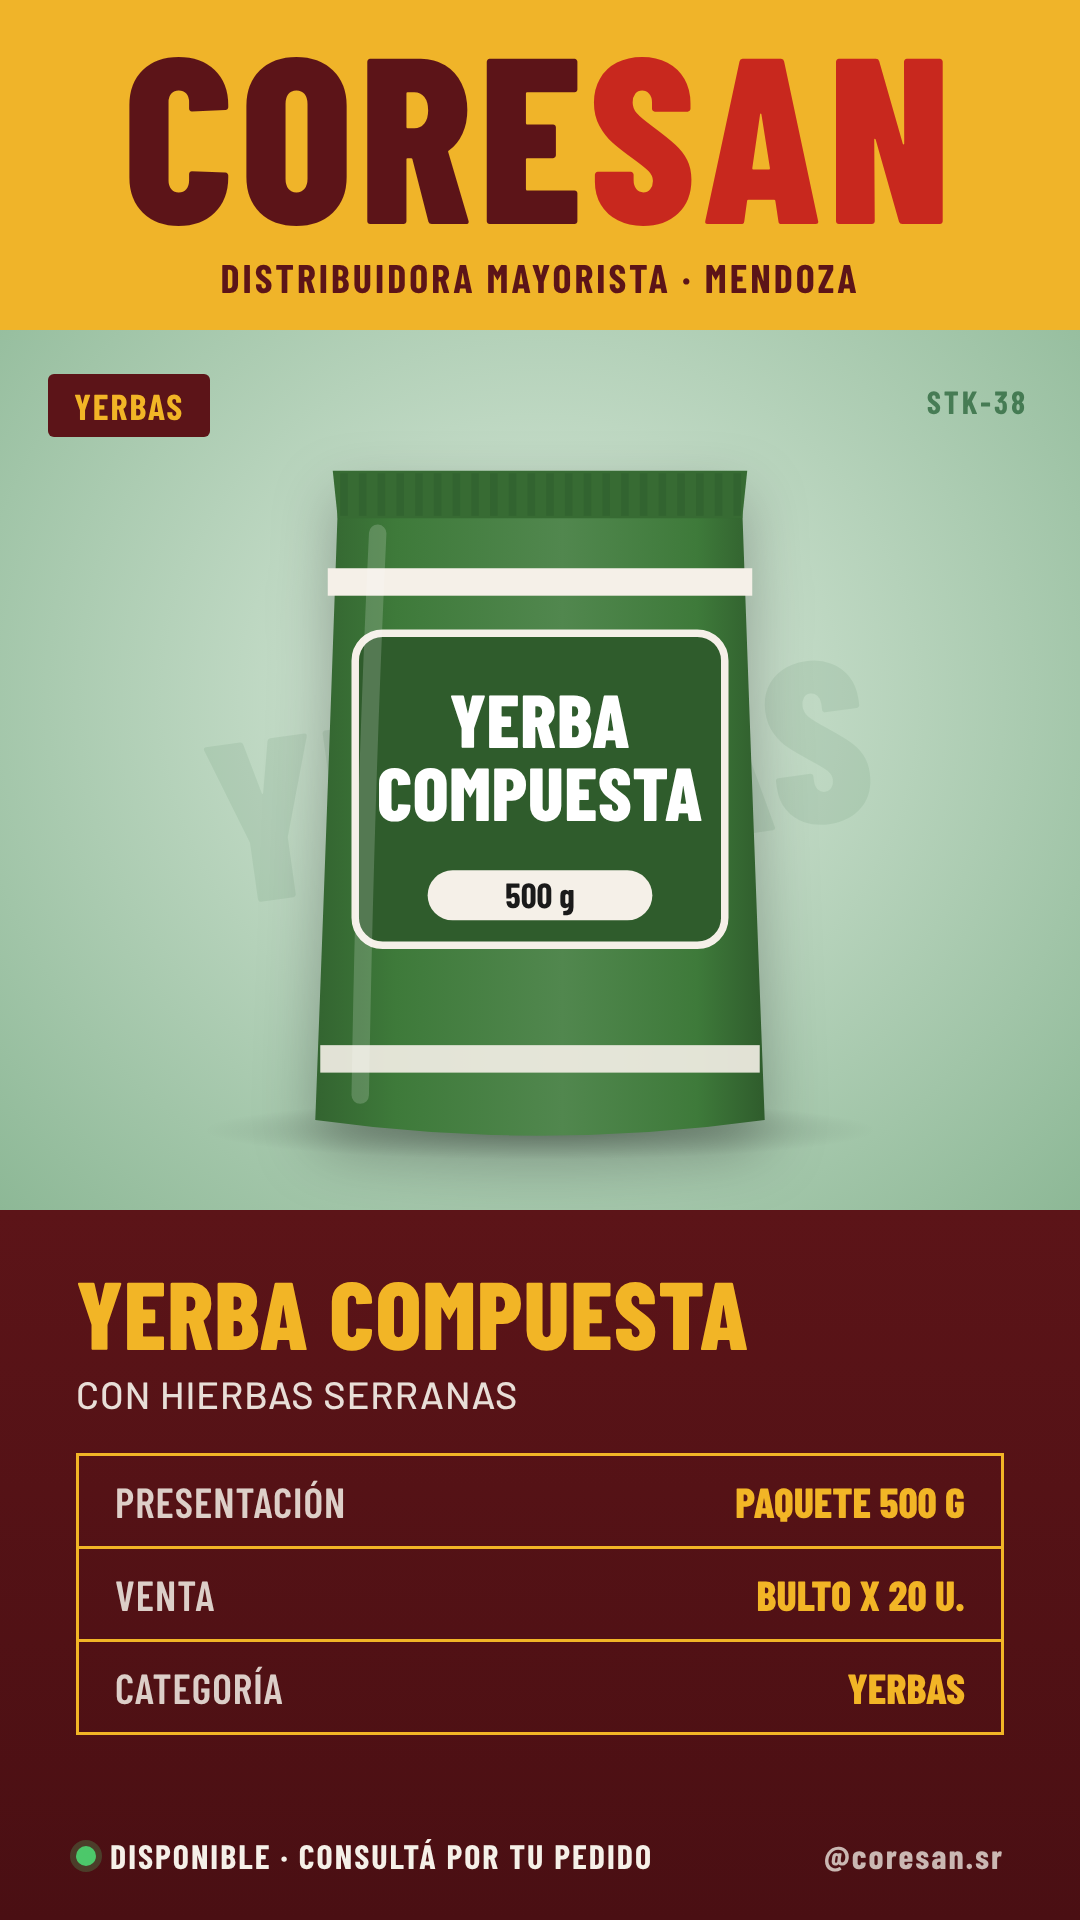 CORESAN
DISTRIBUIDORA MAYORISTA · MENDOZA
YERBAS
STK-38
YERBA
COMPUESTA
500 g
YERBA COMPUESTA
CON HIERBAS SERRANAS
PRESENTACIÓN PAQUETE 500 G
VENTA BULTO X 20 U.
CATEGORÍA YERBAS
DISPONIBLE · CONSULTÁ POR TU PEDIDO
@coresan.sr